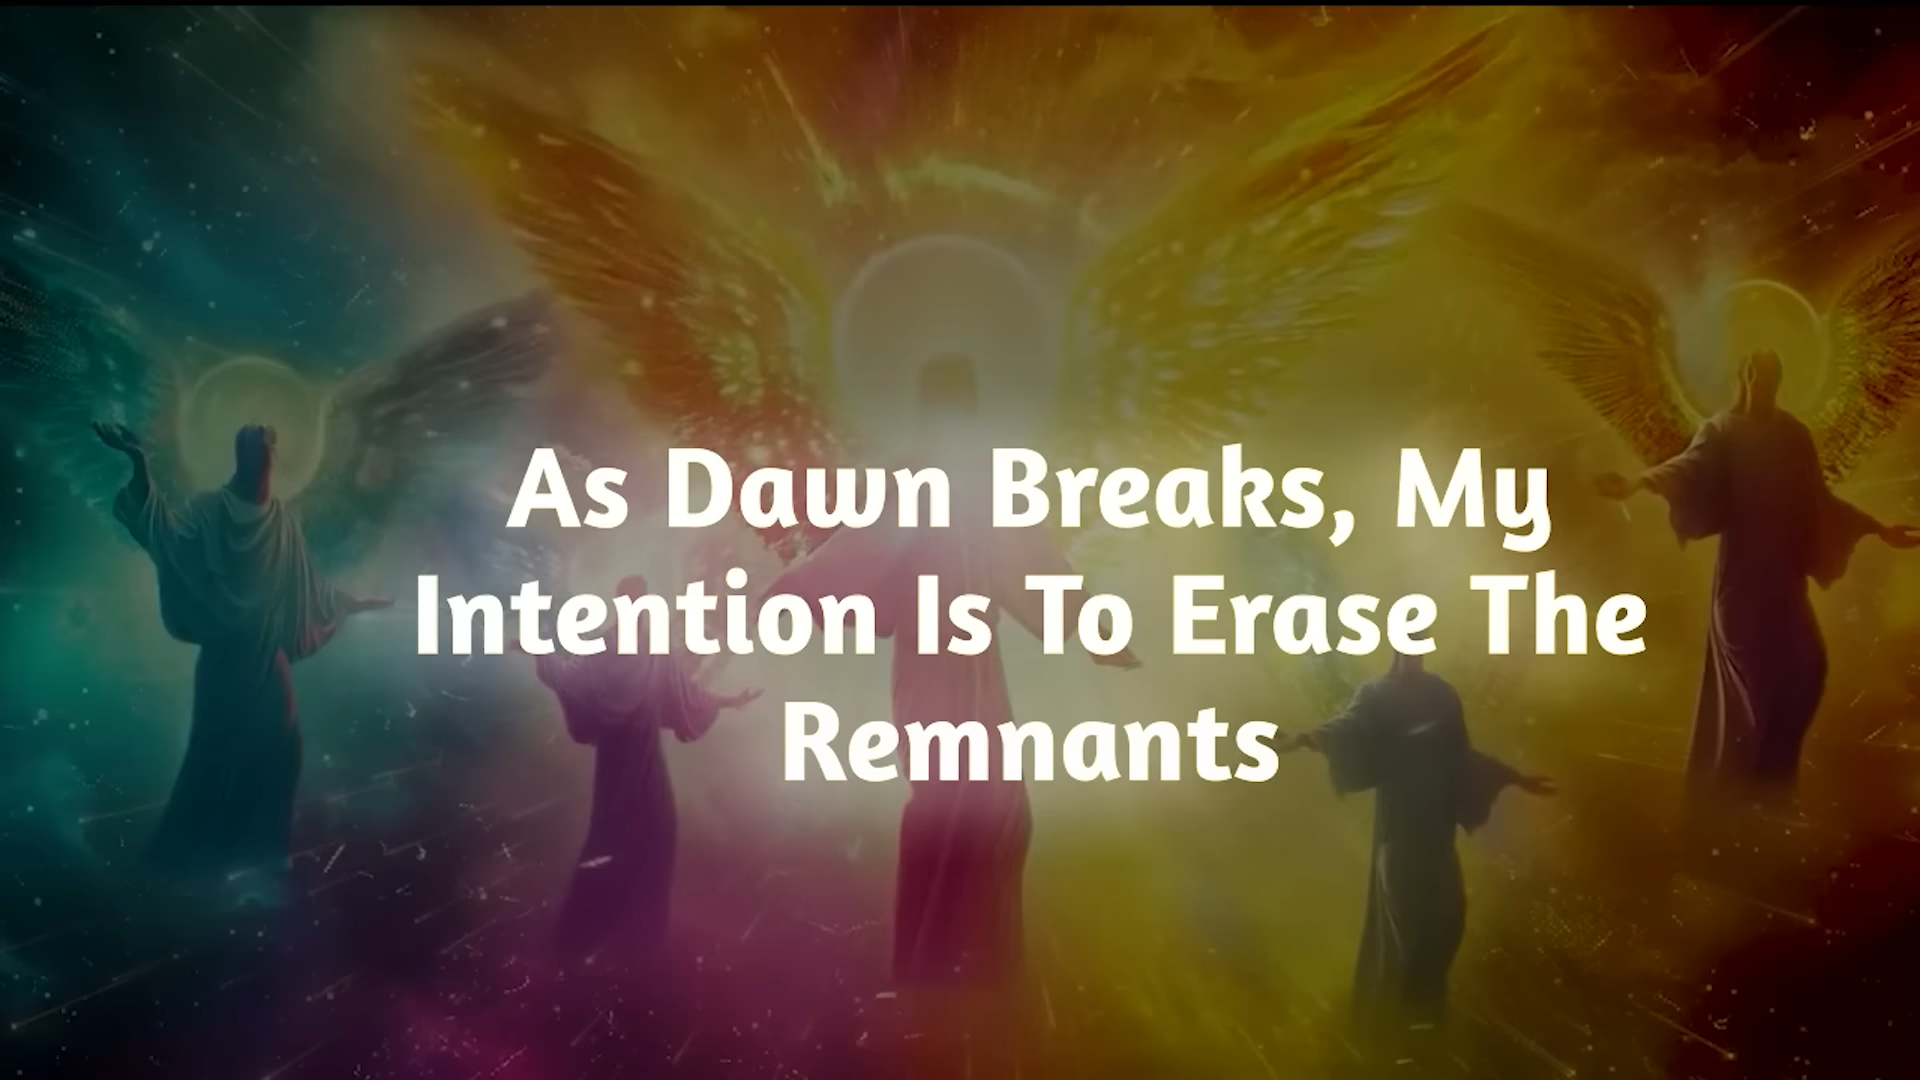 As Dawn Breaks, My
Intention Is To Erase The
Remnants